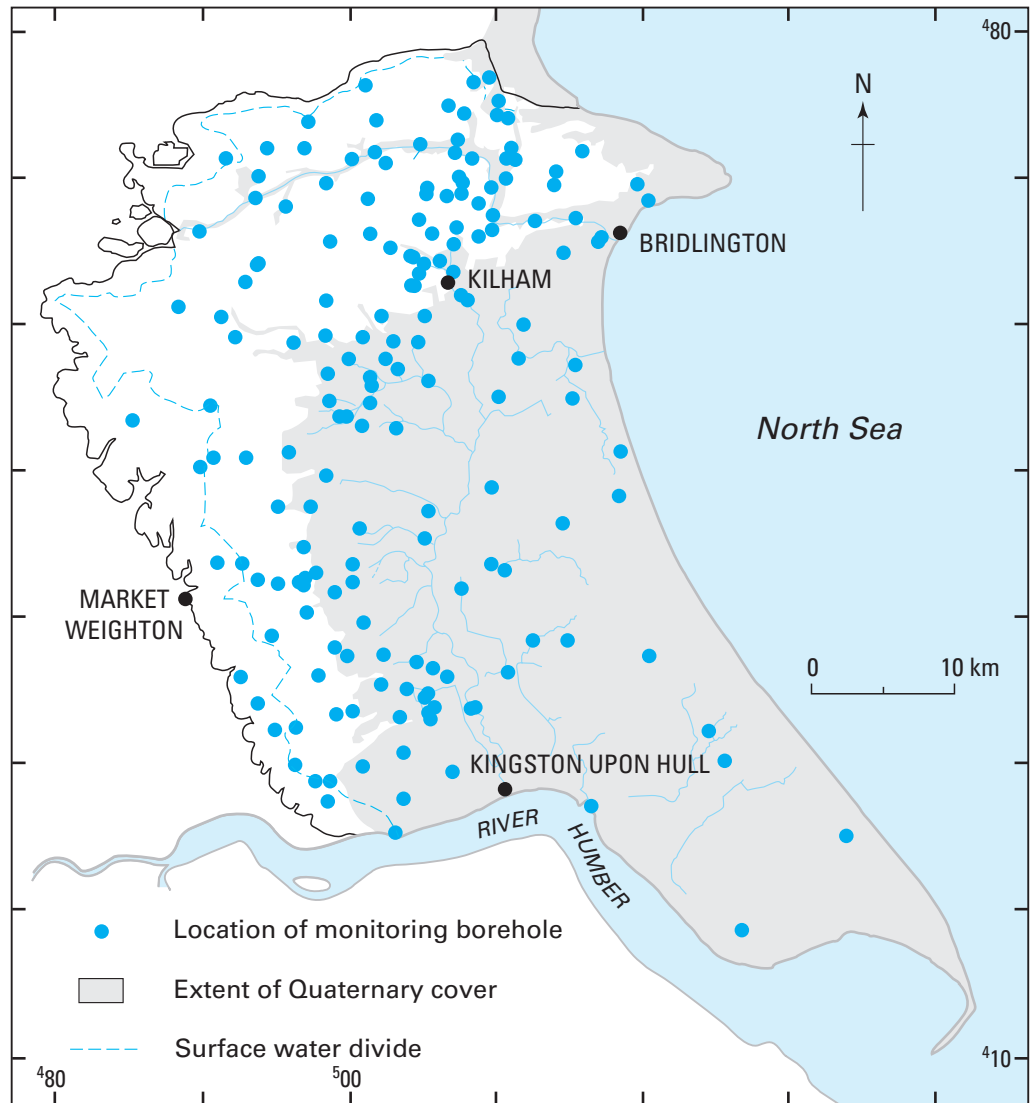 ⁴80
N
BRIDLINGTON
KILHAM
North Sea
MARKET
WEIGHTON
0 10 km
KINGSTON UPON HULL
RIVER
HUMBER
Location of monitoring borehole
Extent of Quaternary cover
Surface water divide
⁴10
⁴80
⁵00